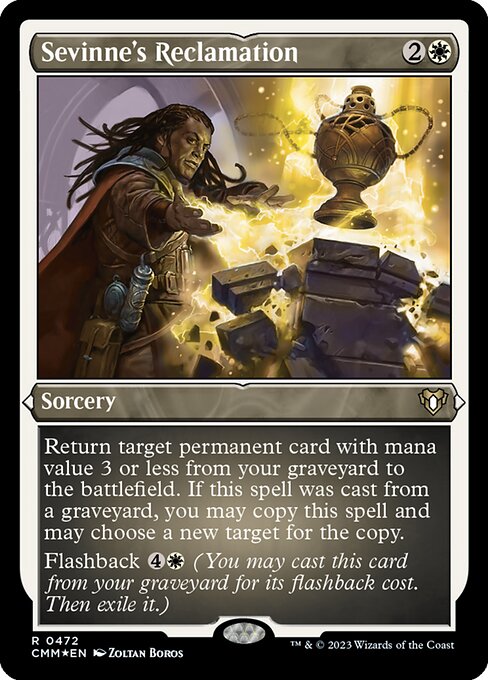 Sevinne's Reclamation 2
Sorcery
Return target permanent card with mana
value 3 or less from your graveyard to
the battlefield. If this spell was cast from
a graveyard, you may copy this spell and
may choose a new target for the copy.
Flashback 4 (You may cast this card
from your graveyard for its flashback cost.
Then exile it.)
R 0472
CMM★EN Zoltan Boros
™ & © 2023 Wizards of the Coast